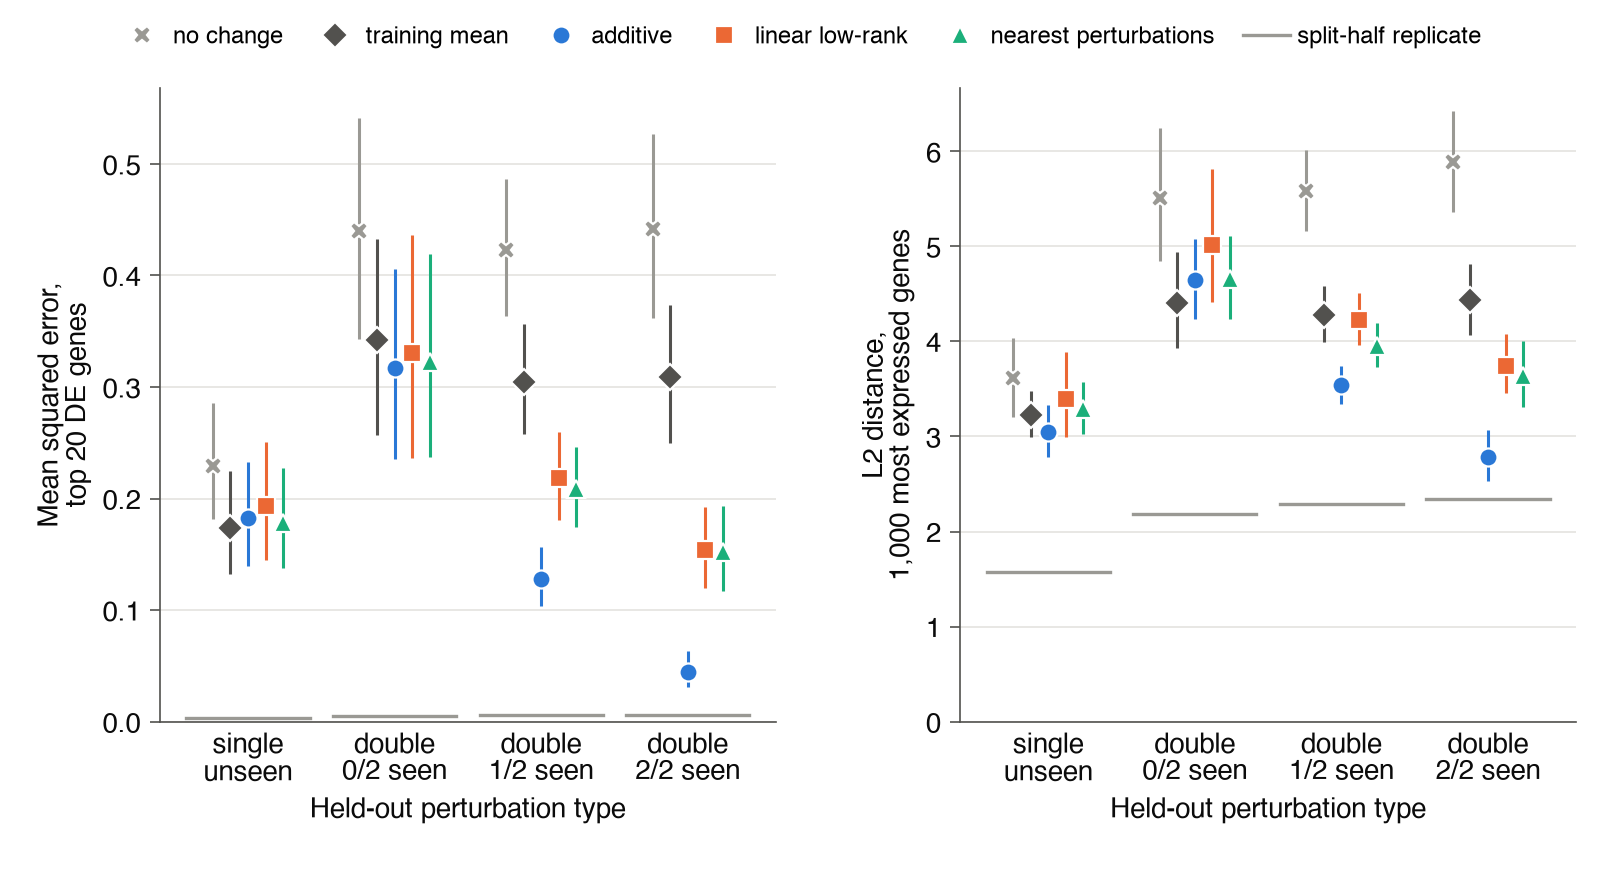 no change training mean additive linear low-rank nearest perturbations split-half replicate
Mean squared error,
top 20 DE genes
0.5
0.4
0.3
0.2
0.1
0.0
single
unseen
double
0/2 seen
double
1/2 seen
double
2/2 seen
Held-out perturbation type
L2 distance,
1,000 most expressed genes
6
5
4
3
2
1
0
single
unseen
double
0/2 seen
double
1/2 seen
double
2/2 seen
Held-out perturbation type